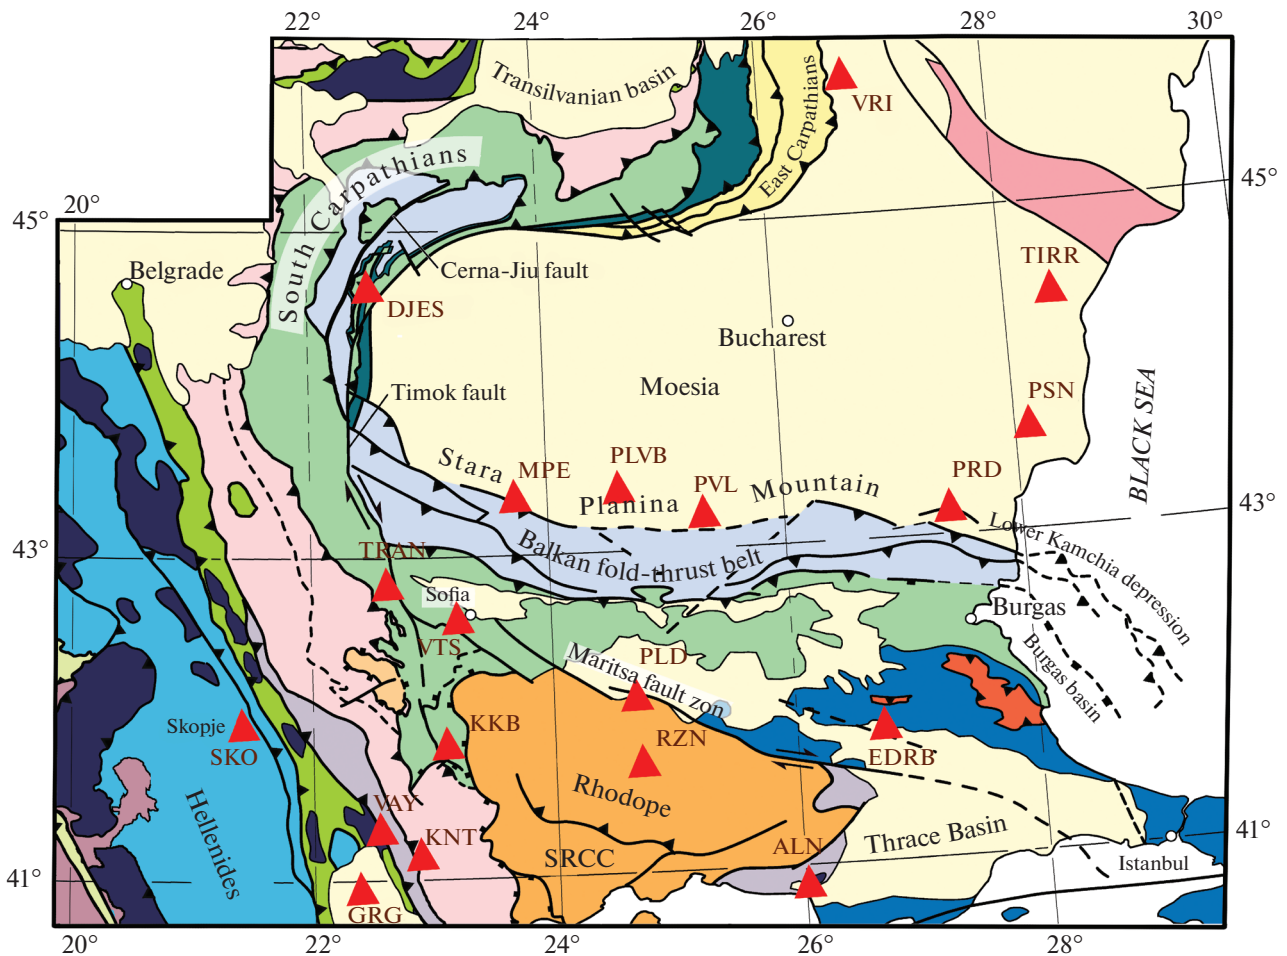 22°
24°
26°
28°
30°
Transilvanian basin
East Carpathians
VRI
South Carpathians
45°
20°
45°
Belgrade
Cerna-Jiu fault
TIRR
DJES
Bucharest
Moesia
Timok fault
PSN
BLACK SEA
Stara
Planina
Mountain
MPE
PLVB
PVL
PRD
43°
43°
Lower Kamchia depression
Balkan fold-thrust belt
TRAN
Sofia
VTS
Burgas
Burgas basin
PLD
Maritsa fault zon
Skopje
SKO
KKB
RZN
EDRB
Rhodope
Hellenides
VAY
KNT
SRCC
ALN
Thrace Basin
Istanbul
41°
41°
GRG
20°
22°
24°
26°
28°